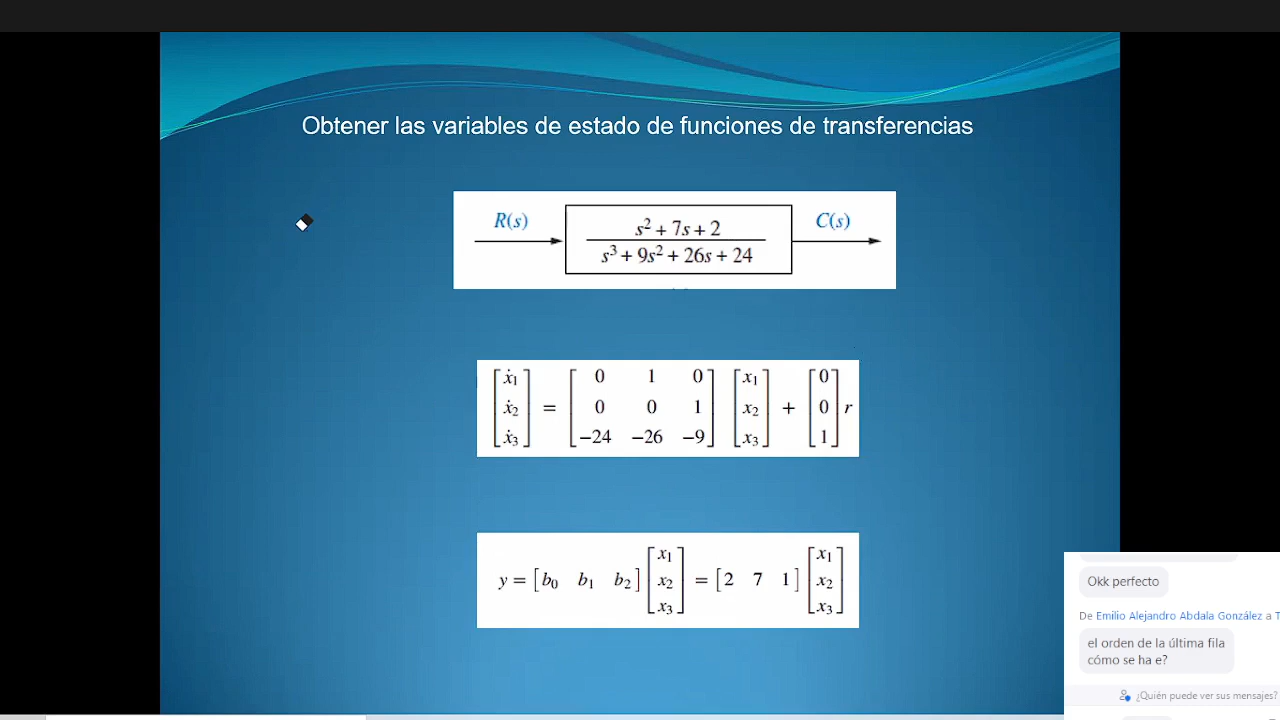 Obtener las variables de estado de funciones de transferencias
R(s)
s² + 7s + 2
C(s)
s³ + 9s² + 26s + 24
[ẋ₁ ẋ₂ ẋ₃] = [0 1 0; 0 0 1; −24 −26 −9] [x₁ x₂ x₃] + [0 0 1] r
y = [b₀ b₁ b₂] [x₁ x₂ x₃] = [2 7 1] [x₁ x₂ x₃]
Okk perfecto
De Emilio Alejandro Abdala González a T
el orden de la última fila
cómo se ha e?
¿Quién puede ver sus mensajes?